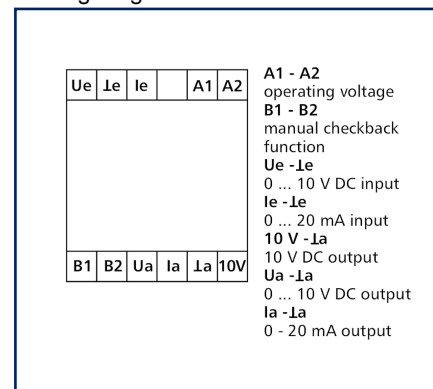 Ue ⊥e Ie A1 A2
B1 B2 Ua Ia ⊥a 10V
A1 - A2
operating voltage
B1 - B2
manual checkback
function
Ue -⊥e
0 ... 10 V DC input
Ie -⊥e
0 ... 20 mA input
10 V -⊥a
10 V DC output
Ua -⊥a
0 ... 10 V DC output
Ia -⊥a
0 - 20 mA output